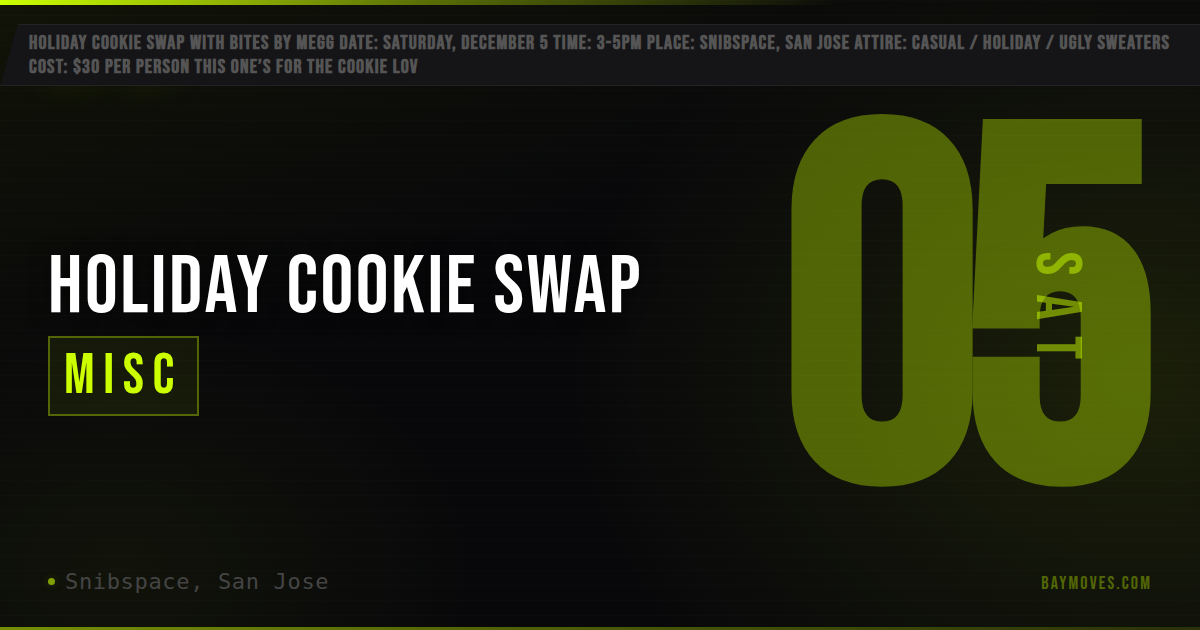 HOLIDAY COOKIE SWAP WITH BITES BY MEGG DATE: SATURDAY, DECEMBER 5 TIME: 3-5PM PLACE: SNIBSPACE, SAN JOSE ATTIRE: CASUAL / HOLIDAY / UGLY SWEATERS
COST: $30 PER PERSON THIS ONE'S FOR THE COOKIE LOV
05
SAT
HOLIDAY COOKIE SWAP
MISC
Snibspace, San Jose
BAYMOVES.COM